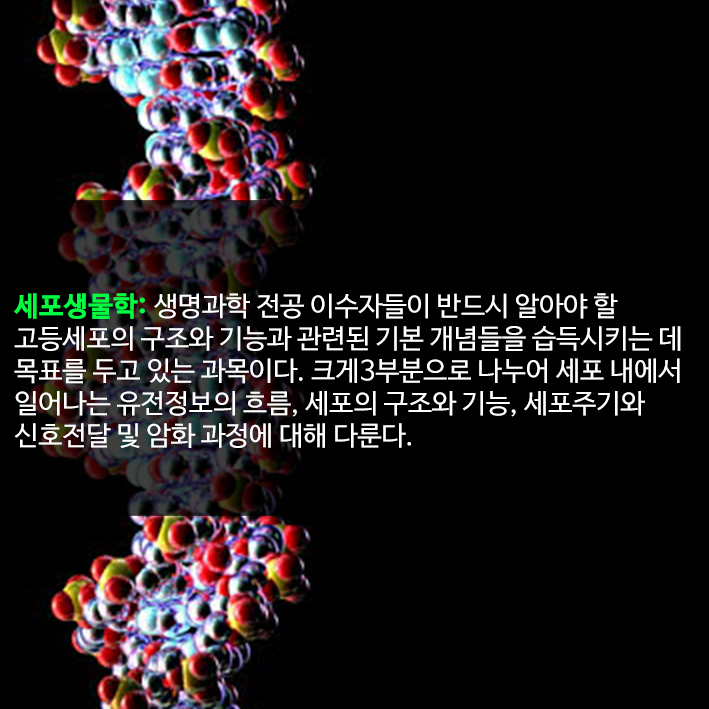 세포생물학: 생명과학 전공 이수자들이 반드시 알아야 할
고등세포의 구조와 기능과 관련된 기본 개념들을 습득시키는 데
목표를 두고 있는 과목이다. 크게3부분으로 나누어 세포 내에서
일어나는 유전정보의 흐름, 세포의 구조와 기능, 세포주기와
신호전달 및 암화 과정에 대해 다룬다.